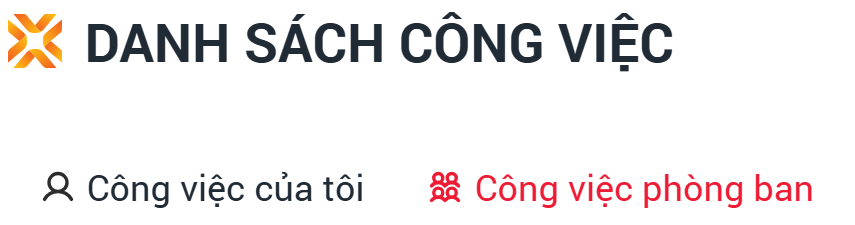 DANH SÁCH CÔNG VIỆC
Công việc của tôi Công việc phòng ban